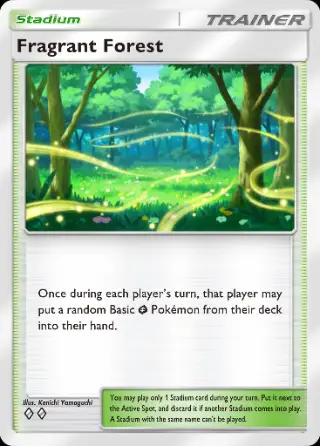 Stadium
TRAINER
Fragrant Forest
Once during each player's turn, that player may
put a random Basic Pokémon from their deck
into their hand.
Illus. Kenichi Yamaguchi
You may play only 1 Stadium card during your turn. Put it next to
the Active Spot, and discard it if another Stadium comes into play.
A Stadium with the same name can't be played.